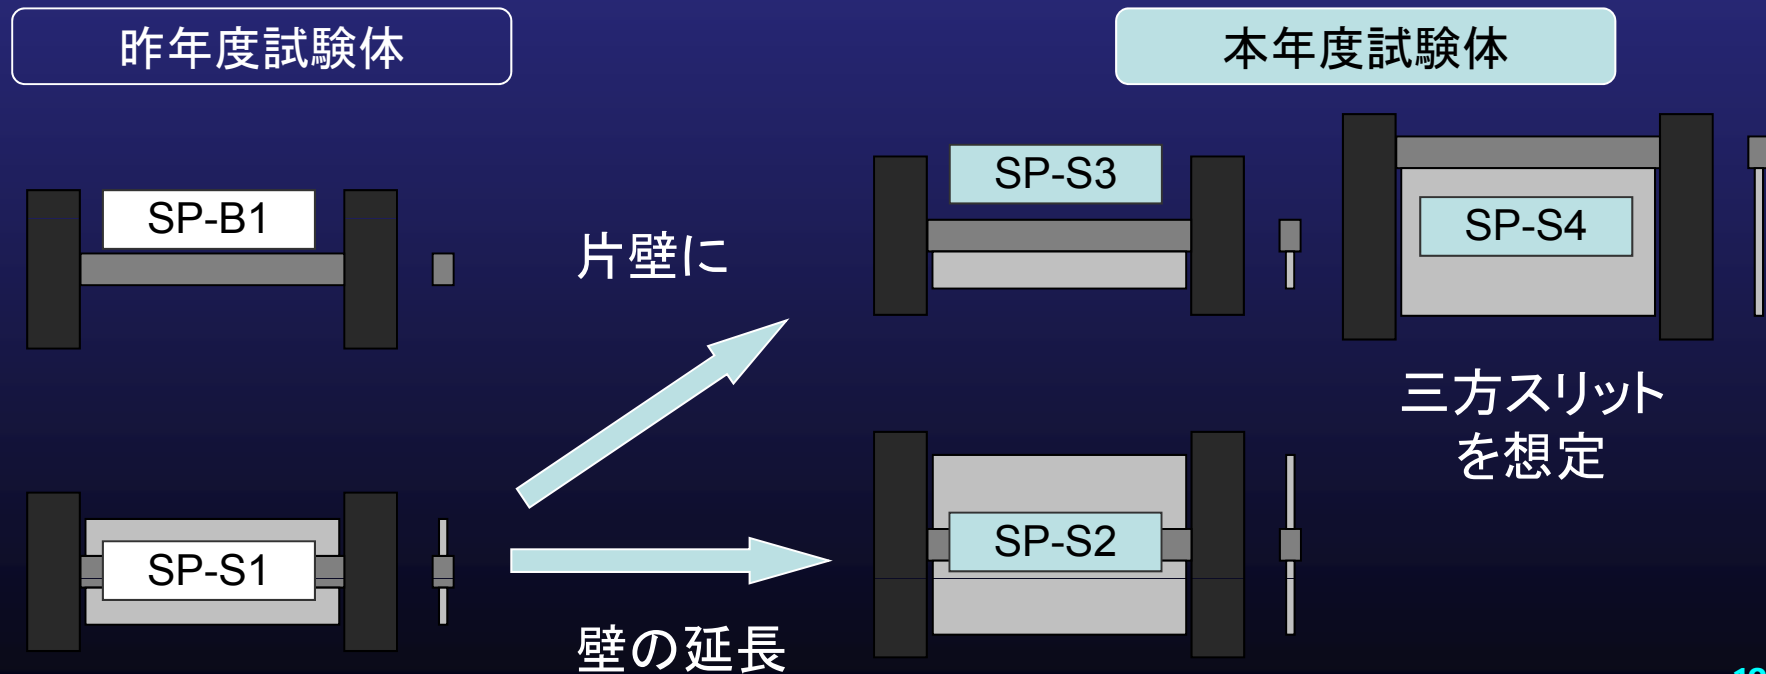 昨年度試験体
本年度試験体
SP-B1
片壁に
SP-S3
SP-S4
三方スリット
を想定
SP-S1
SP-S2
壁の延長